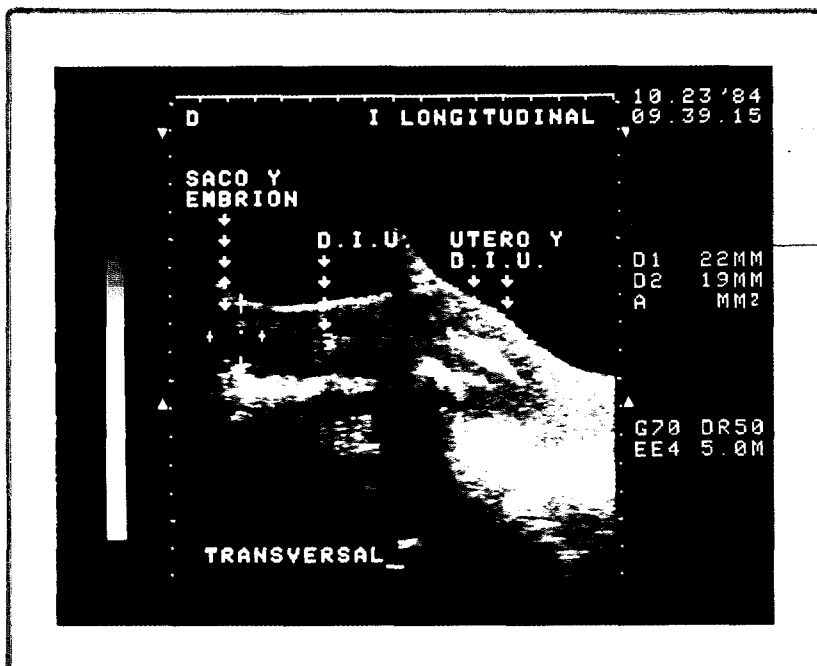 10.23'84
D I LONGITUDINAL 09.39.15
SACO Y
EMBRION
D.I.U. UTERO Y
D.I.U.
D1 22MM
D2 19MM
A MM2
G70 DR50
EE4 5.0M
TRANSVERSAL_